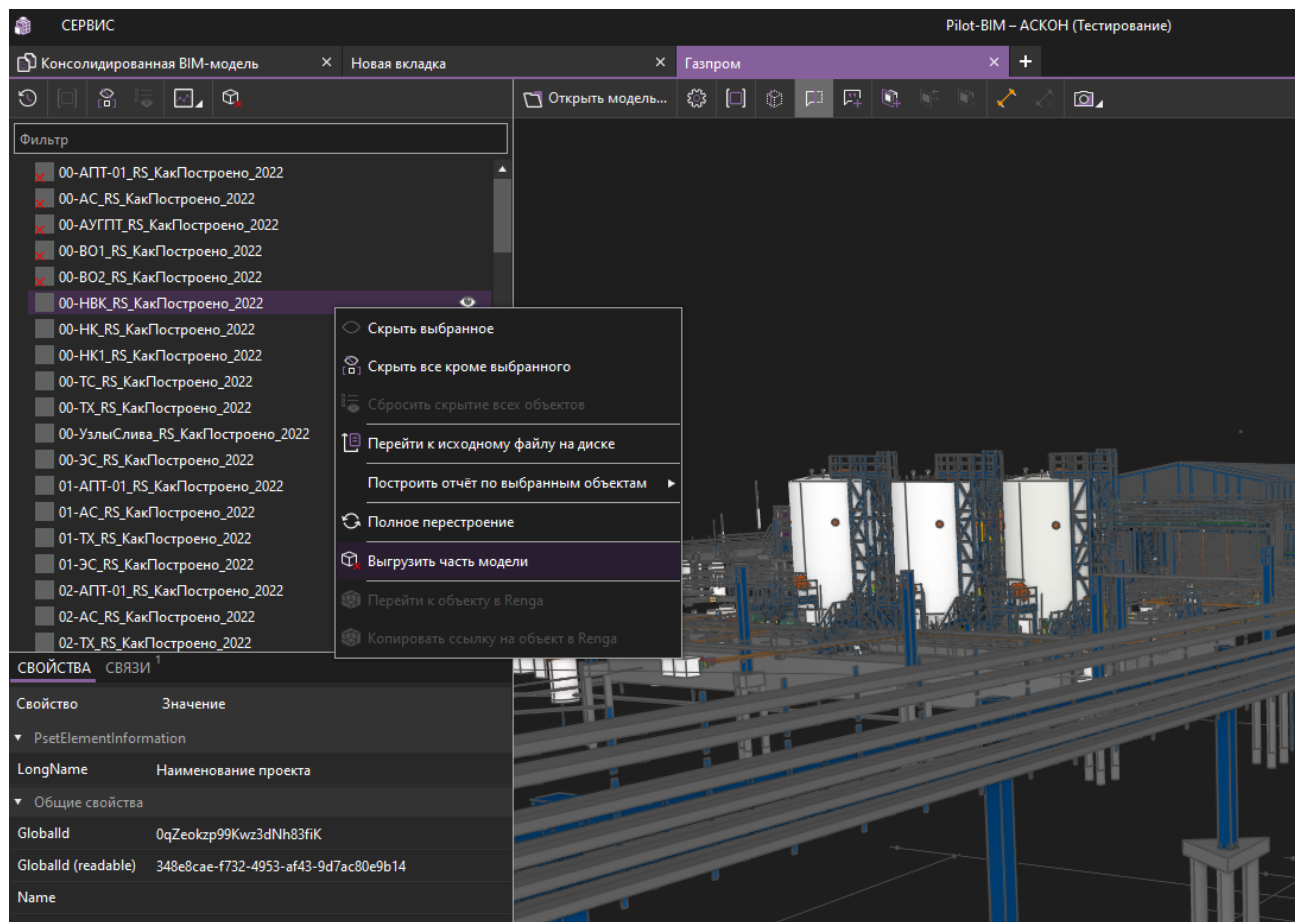 СЕРВИС
Pilot-BIM – АСКОН (Тестирование)
Консолидированная BIM-модель
Новая вкладка
Газпром
Открыть модель...
Фильтр
00-АПТ-01_RS_КакПостроено_2022
00-АС_RS_КакПостроено_2022
00-АУГПТ_RS_КакПостроено_2022
00-ВО1_RS_КакПостроено_2022
00-ВО2_RS_КакПостроено_2022
00-НВК_RS_КакПостроено_2022
00-НК_RS_КакПостроено_2022
00-НК1_RS_КакПостроено_2022
00-ТС_RS_КакПостроено_2022
00-ТХ_RS_КакПостроено_2022
00-УзлыСлива_RS_КакПостроено_2022
00-ЭС_RS_КакПостроено_2022
01-АПТ-01_RS_КакПостроено_2022
01-АС_RS_КакПостроено_2022
01-ТХ_RS_КакПостроено_2022
01-ЭС_RS_КакПостроено_2022
02-АПТ-01_RS_КакПостроено_2022
02-АС_RS_КакПостроено_2022
02-ТХ_RS_КакПостроено_2022
Скрыть выбранное
Скрыть все кроме выбранного
Сбросить скрытие всех объектов
Перейти к исходному файлу на диске
Построить отчёт по выбранным объектам
Полное перестроение
Выгрузить часть модели
Перейти к объекту в Renga
Копировать ссылку на объект в Renga
СВОЙСТВА СВЯЗИ 1
Свойство Значение
PsetElementInformation
LongName Наименование проекта
Общие свойства
GlobalId 0qZeokzp99Kwz3dNh83fiK
GlobalId (readable) 348e8cae-f732-4953-af43-9d7ac80e9b14
Name